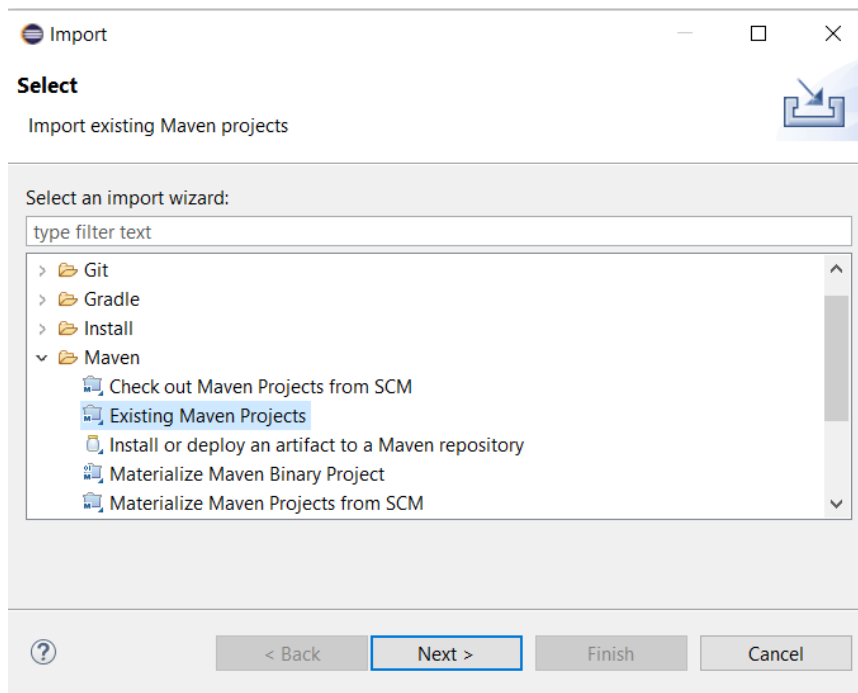 Import
Select
Import existing Maven projects
Select an import wizard:
type filter text
Git
Gradle
Install
Maven
Check out Maven Projects from SCM
Existing Maven Projects
Install or deploy an artifact to a Maven repository
Materialize Maven Binary Project
Materialize Maven Projects from SCM
? < Back Next > Finish Cancel